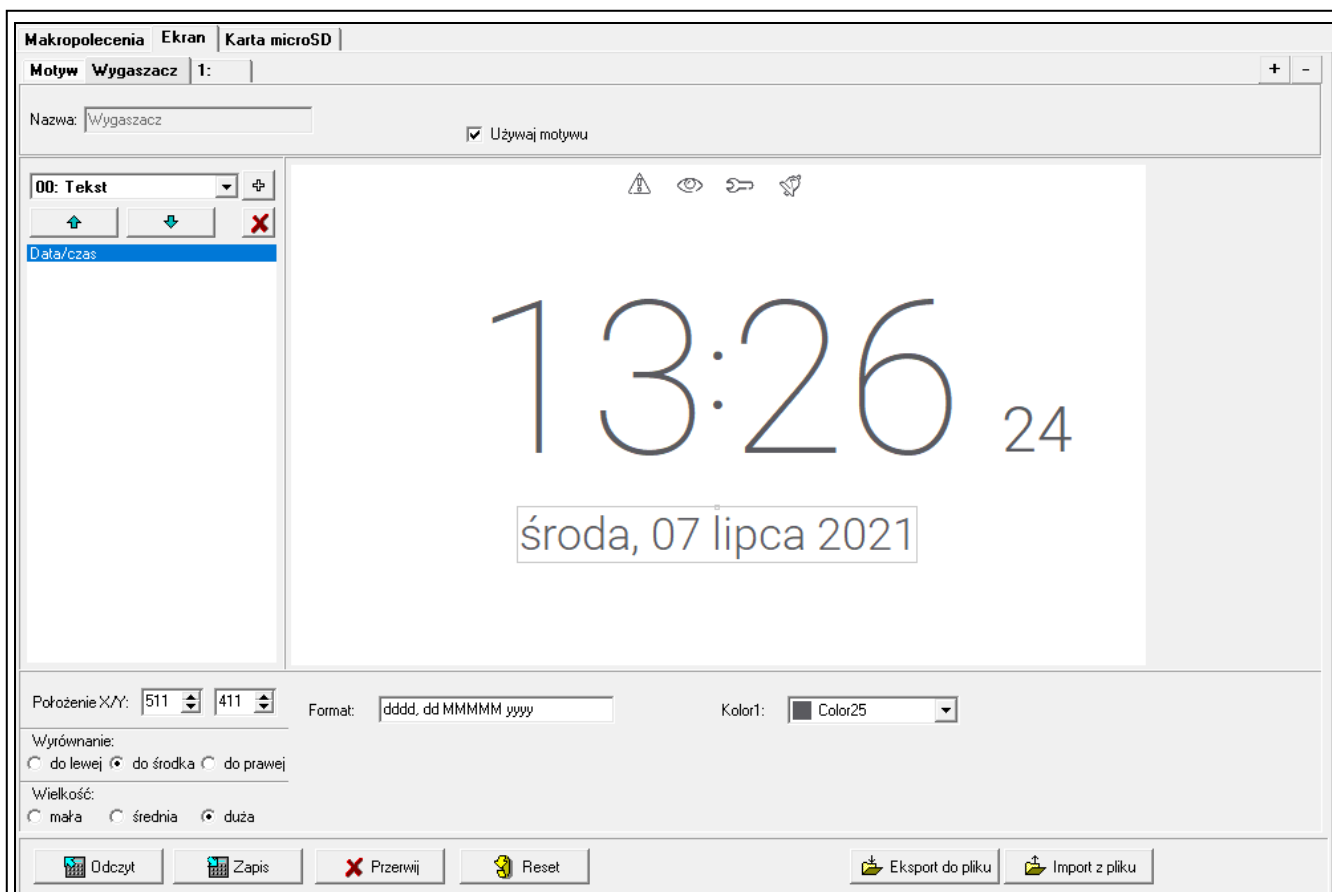 Makropolecenia Ekran Karta microSD
Motyw Wygaszacz 1: + -
Nazwa: Wygaszacz
Używaj motywu
00: Tekst
Data/czas
13:26 24
środa, 07 lipca 2021
Położenie X/Y: 511 411 Format: dddd, dd MMMMM yyyy Kolor1: Color25
Wyrównanie:
do lewej do środka do prawej
Wielkość:
mała średnia duża
Odczyt Zapis Przerwij Reset Eksport do pliku Import z pliku